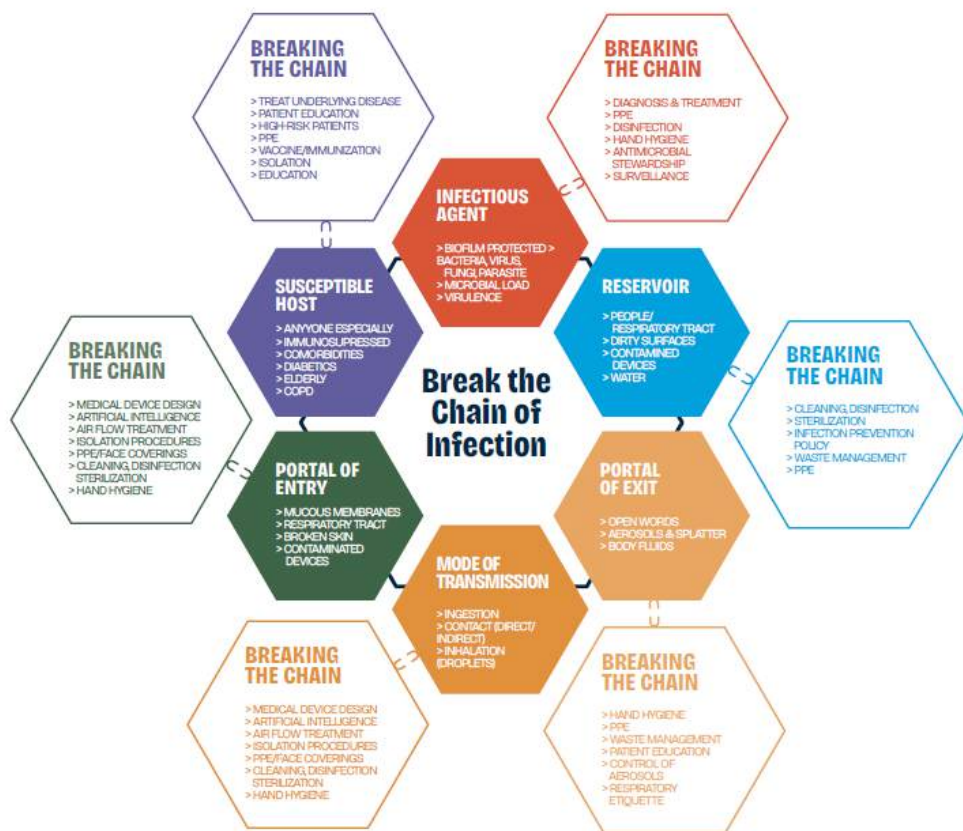 BREAKING
THE CHAIN
> TREAT UNDERLYING DISEASE
> PATIENT EDUCATION
> HIGH-RISK PATIENTS
> PPE
> VACCINE/IMMUNIZATION
> ISOLATION
> EDUCATION
BREAKING
THE CHAIN
> DIAGNOSIS & TREATMENT
> PPE
> DISINFECTION
> HAND HYGIENE
> ANTIMICROBIAL
STEWARDSHIP
> SURVEILLANCE
INFECTIOUS
AGENT
> BIOFILM PROTECTED >
BACTERIA, VIRUS,
FUNGI, PARASITE
> MICROBIAL LOAD
> VIRULENCE
SUSCEPTIBLE
HOST
> ANYYONE ESPECIALLY
> IMMUNOSUPRESSED
> COMORBIDITIES
> DIABETICS
> ELDERLY
> COPD
RESERVOIR
> PEOPLE/
RESPIRATORY TRACT
> DIRTY SURFACES
> CONTAMINED
DEVICES
> WATER
BREAKING
THE CHAIN
> MEDICAL DEVICE DESIGN
> ARTIFICIAL INTELLIGENCE
> AIR FLOW TREATMENT
> ISOLATION PROCEDURES
> PPE/FACE COVERINGS
> CLEANING, DISINFECTION
STERILIZATION
> HAND HYGIENE
Break the
Chain of
Infection
BREAKING
THE CHAIN
> CLEANING, DISINFECTION
> STERILIZATION
> INFECTION PREVENTION
POLICY
> WASTE MANAGEMENT
> PPE
PORTAL OF
ENTRY
> MUCOUS MEMBRANES
> RESPIRATORY TRACT
> BROKEN SKIN
> CONTAMINATED
DEVICES
PORTAL
OF EXIT
> OPEN WORDS
> AEROSOLS & SPLATTER
> BODY FLUIDS
MODE OF
TRANSMISSION
> INGESTION
> CONTACT (DIRECT/
INDIRECT)
> INHALATION
(DROPLETS)
BREAKING
THE CHAIN
> MEDICAL DEVICE DESIGN
> ARTIFICIAL INTELLIGENCE
> AIR FLOW TREATMENT
> ISOLATION PROCEDURES
> PPE/FACE COVERINGS
> CLEANING, DISINFECTION
STERILIZATION
> HAND HYGIENE
BREAKING
THE CHAIN
> HAND HYGIENE
> PPE
> WASTE MANAGEMENT
> PATIENT EDUCATION
> CONTROL OF
AEROSOLS
> RESPIRATORY
ETIQUETTE